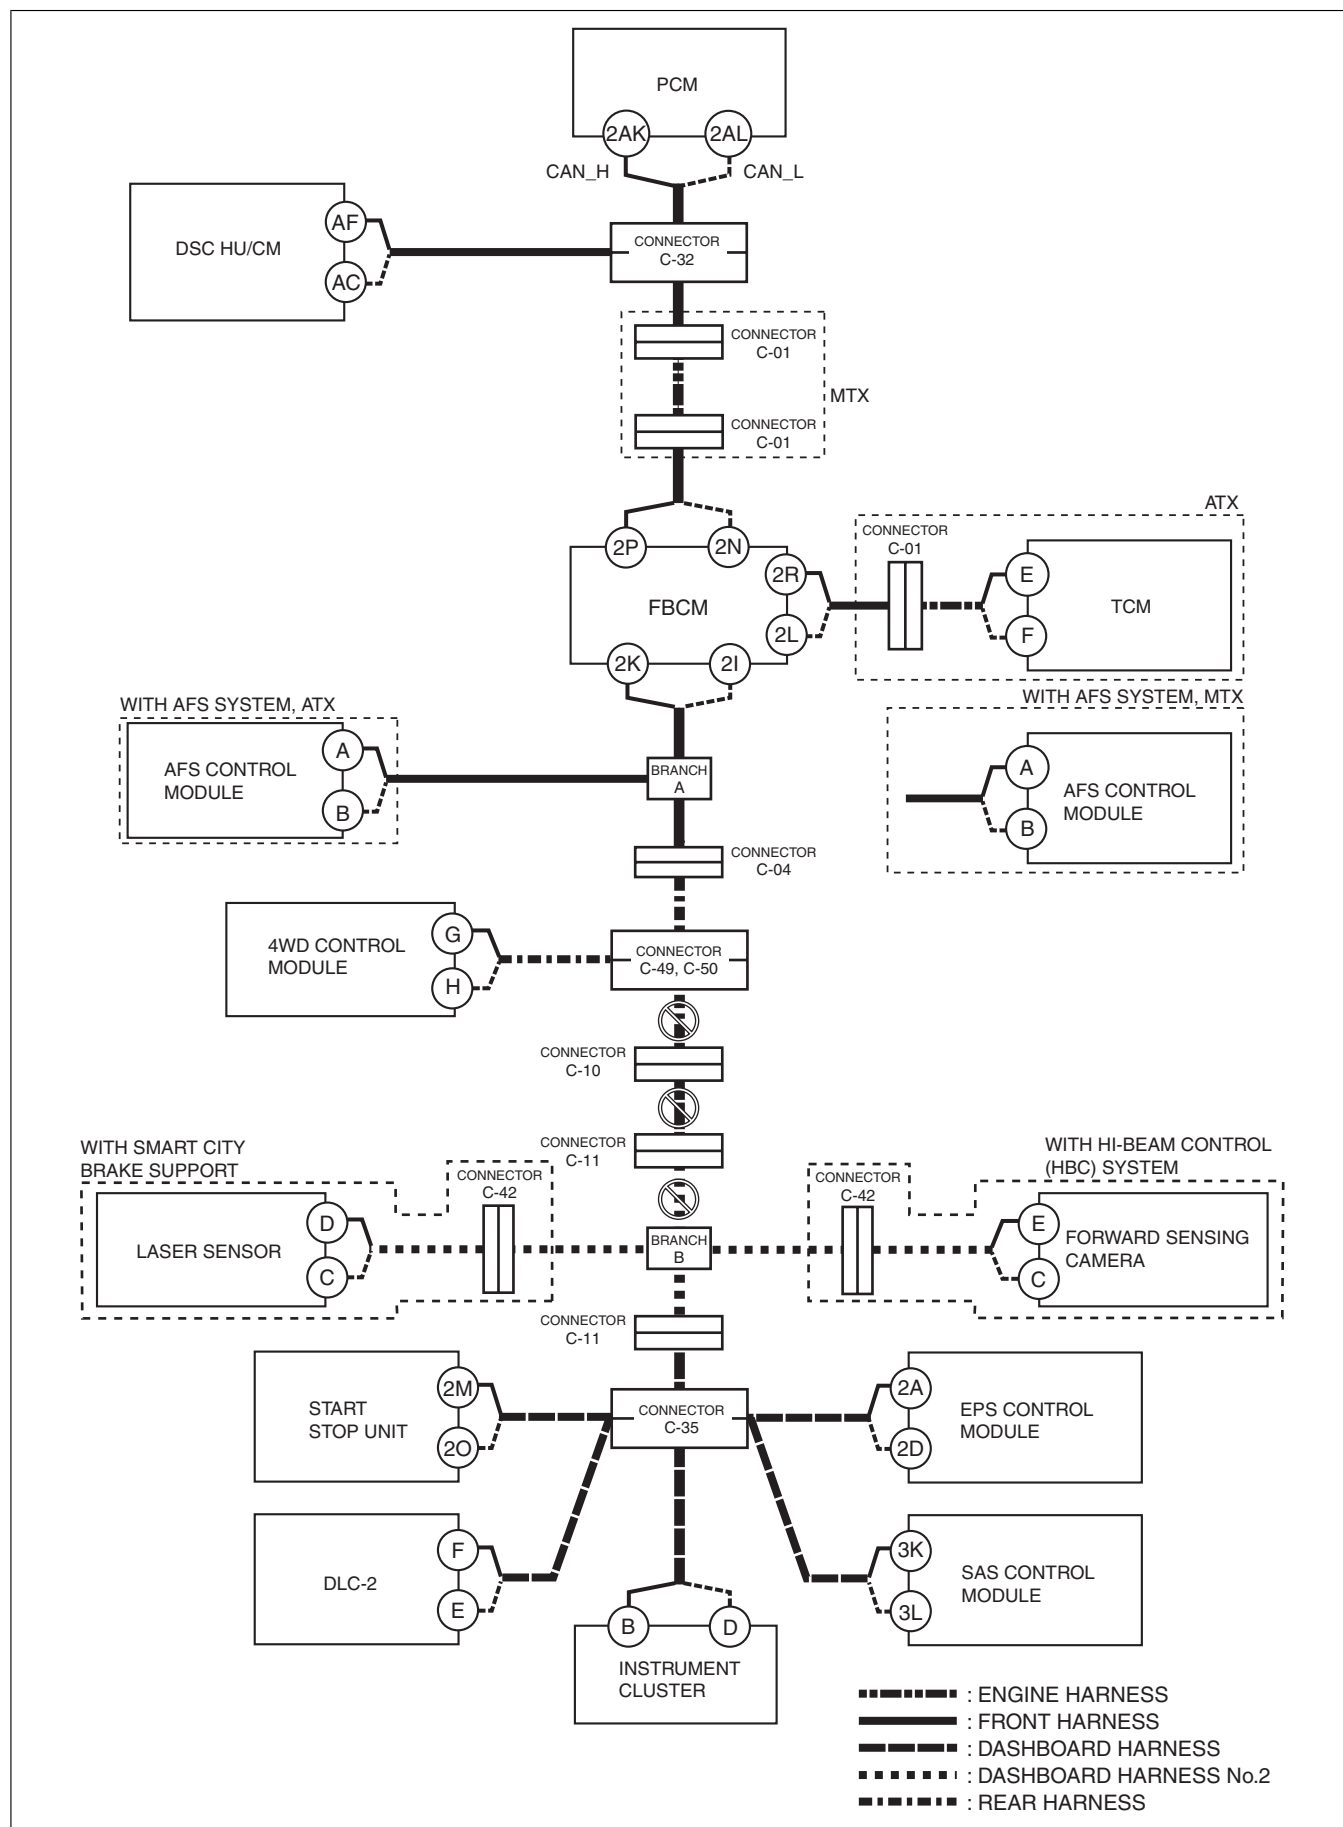 PCM
2AK
2AL
CAN_H
CAN_L
DSC HU/CM
AF
AC
CONNECTOR
C-32
CONNECTOR
C-01
MTX
CONNECTOR
C-01
2P
2N
2R
FBCM
2L
2K
2I
ATX
CONNECTOR
C-01
E
TCM
F
WITH AFS SYSTEM, ATX
AFS CONTROL
MODULE
A
B
BRANCH
A
WITH AFS SYSTEM, MTX
A
AFS CONTROL
MODULE
B
CONNECTOR
C-04
4WD CONTROL
MODULE
G
H
CONNECTOR
C-49, C-50
CONNECTOR
C-10
CONNECTOR
C-11
WITH SMART CITY
BRAKE SUPPORT
CONNECTOR
C-42
LASER SENSOR
D
C
BRANCH
B
WITH HI-BEAM CONTROL
(HBC) SYSTEM
CONNECTOR
C-42
E
FORWARD SENSING
CAMERA
C
CONNECTOR
C-11
START
STOP UNIT
2M
2O
CONNECTOR
C-35
2A
EPS CONTROL
MODULE
2D
DLC-2
F
E
3K
SAS CONTROL
MODULE
3L
B
D
INSTRUMENT
CLUSTER
: ENGINE HARNESS
: FRONT HARNESS
: DASHBOARD HARNESS
: DASHBOARD HARNESS No.2
: REAR HARNESS